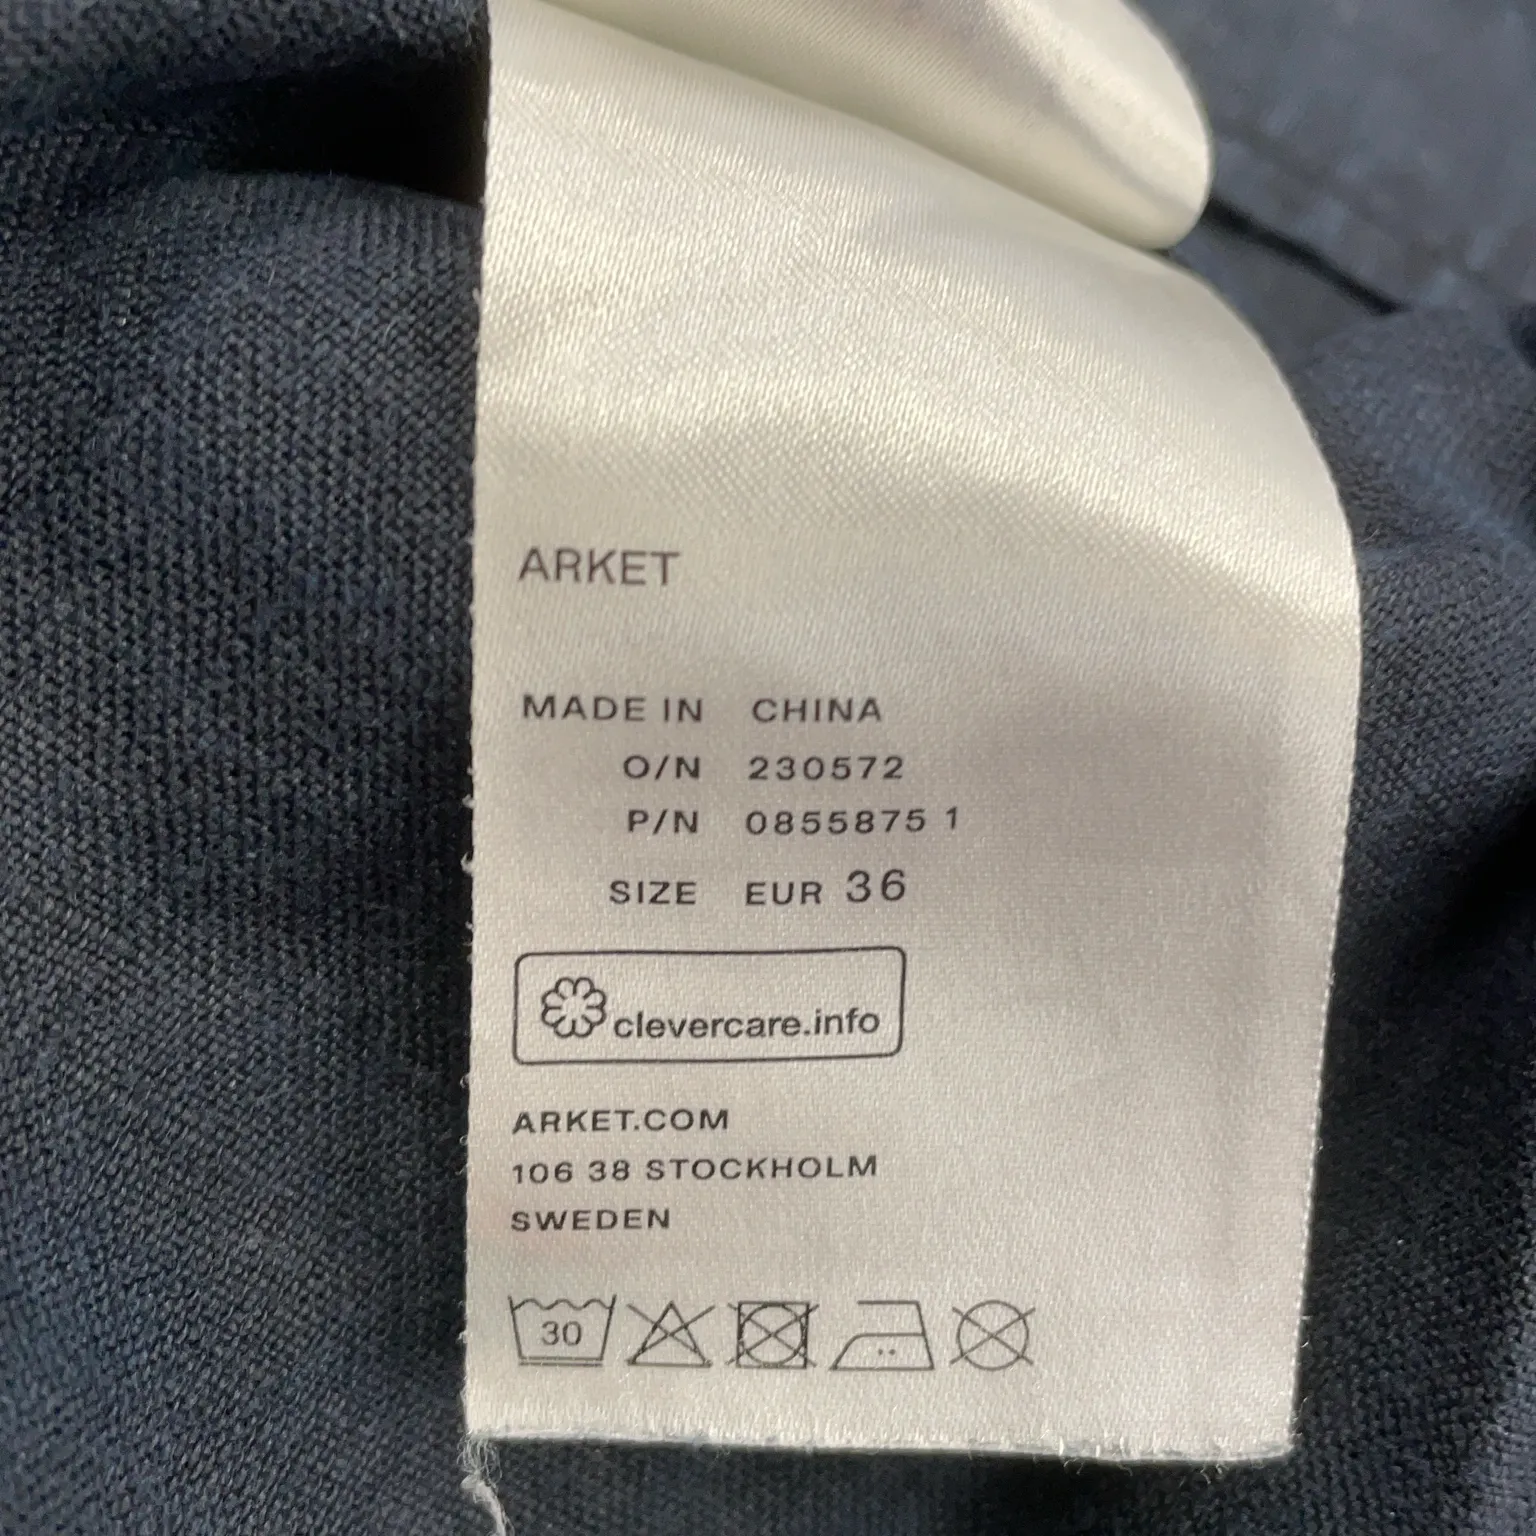 ARKET
MADE IN CHINA
O/N 230572
P/N 0855875 1
SIZE EUR 36
clevercare.info
ARKET.COM
106 38 STOCKHOLM
SWEDEN
30